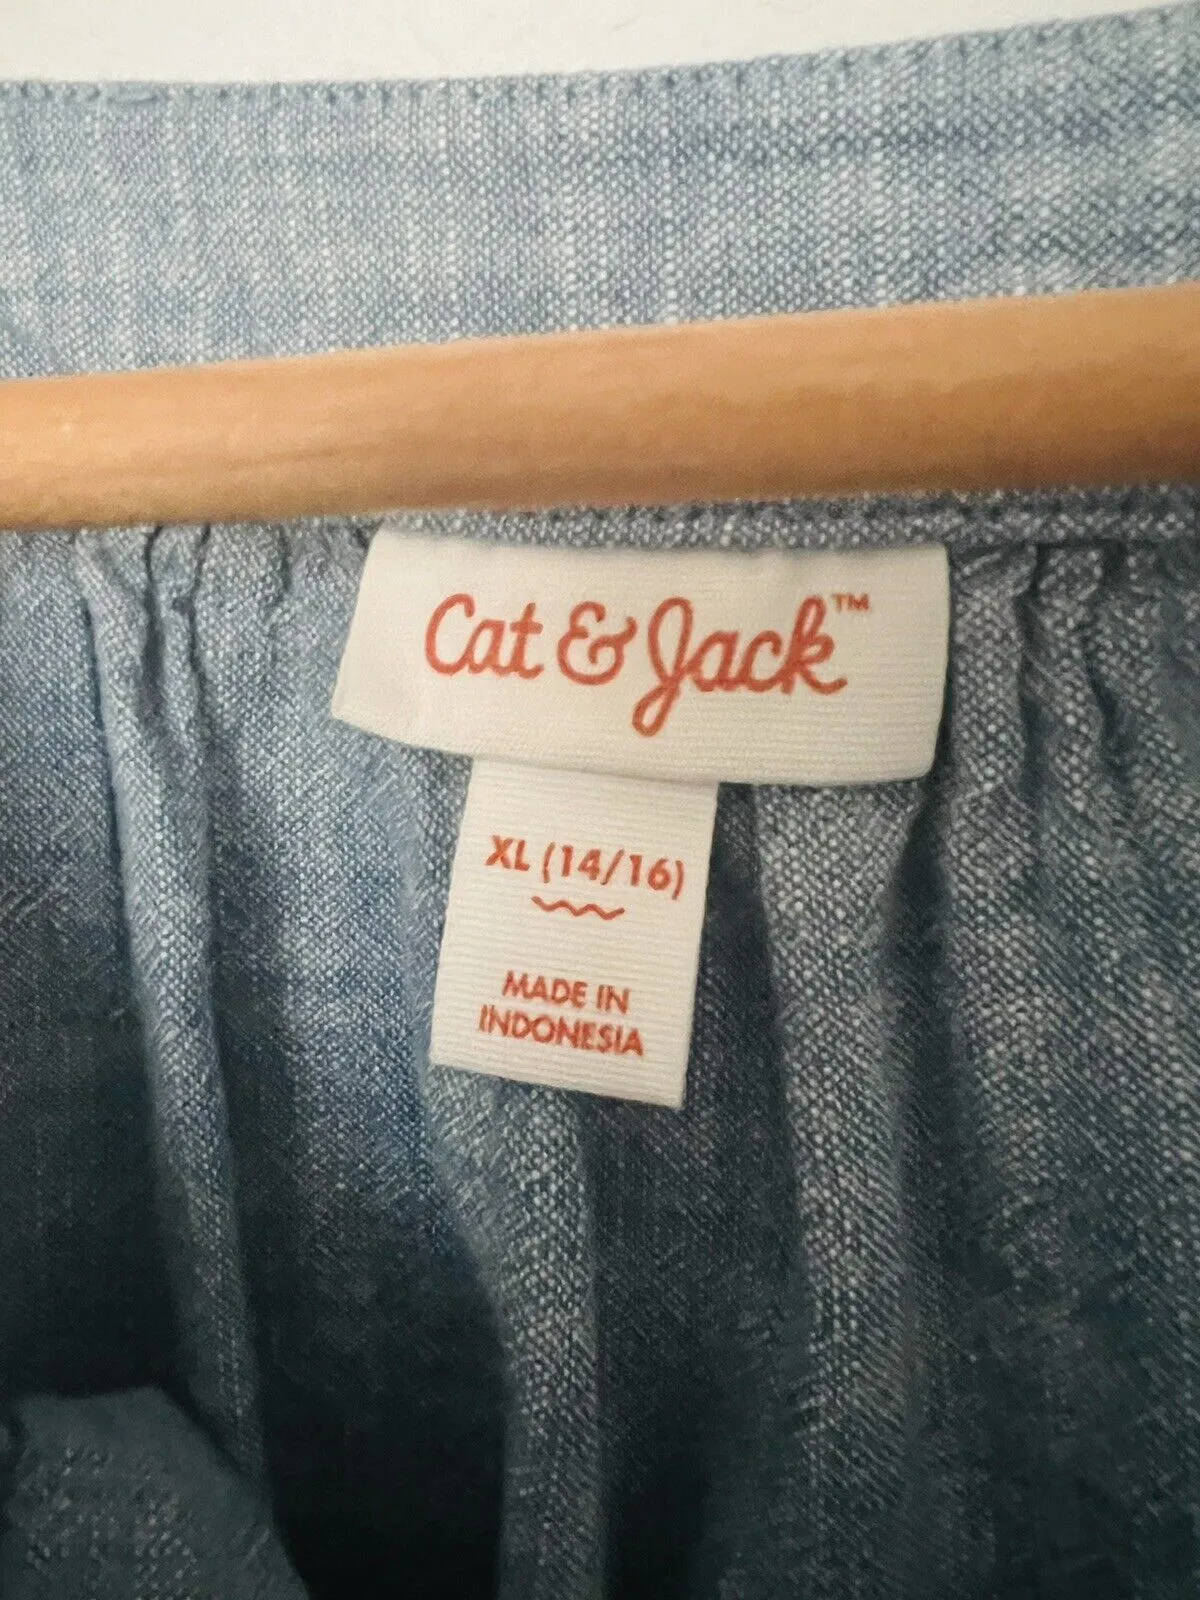 Cat & Jack™
XL (14/16)
MADE IN
INDONESIA